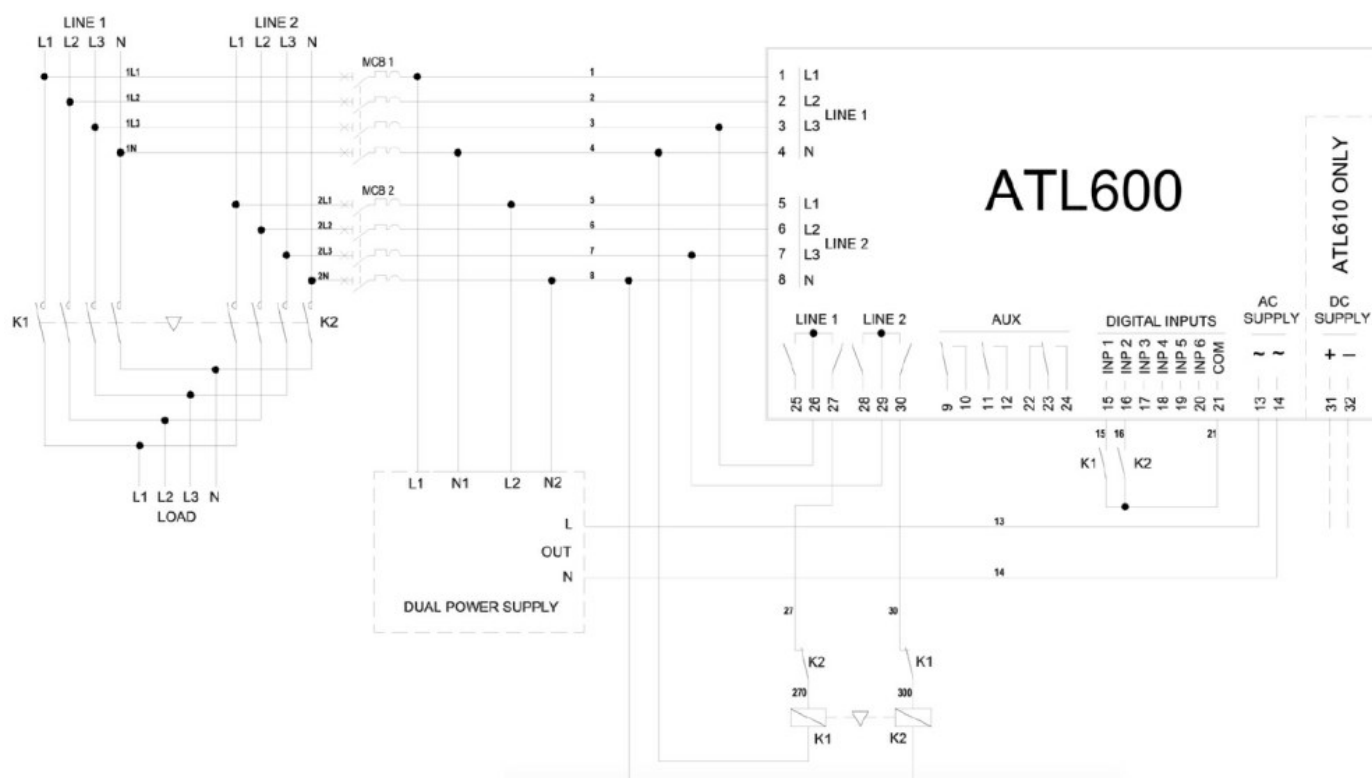 LINE 1 LINE 2
L1 L2 L3 N L1 L2 L3 N
MCB 1
1L1 1 1 L1
1L2 2 2 L2
LINE 1
1L3 3 3 L3
1N 4 4 N
ATL600
ATL610 ONLY
MCB 2
2L1 5 5 L1
2L2 6 6 L2
LINE 2
2L3 7 7 L3
2N 8 8 N
K1 K2
LINE 1 LINE 2 AUX DIGITAL INPUTS AC SUPPLY DC SUPPLY
INP 1 INP 2 INP 3 INP 4 INP 5 INP 6 COM ~ ~ + –
25 26 27 28 29 30 9 10 11 12 22 23 24 15 16 17 18 19 20 21 13 14 31 32
15 16 21
K1 K2
L1 N1 L2 N2
L1 L2 L3 N
LOAD
L 13
OUT
N 14
DUAL POWER SUPPLY
27 30
K2 K1
270 300
K1 K2